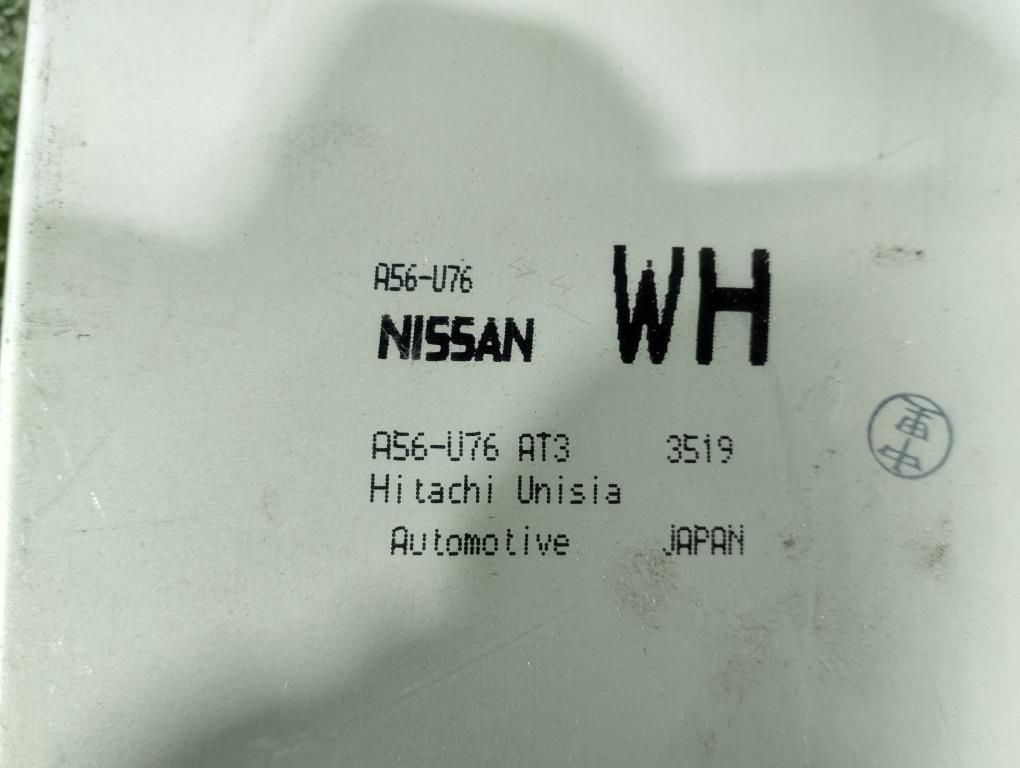 A56-U76
NISSAN WH
A56-U76 AT3 3519
Hitachi Unisia
Automotive JAPAN